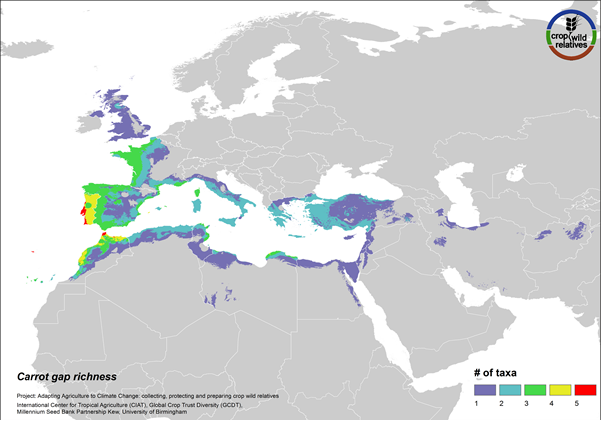 crop wild
relatives
Carrot gap richness
Project: Adapting Agriculture to Climate Change: collecting, protecting and preparing crop wild relatives
International Center for Tropical Agriculture (CIAT), Global Crop Trust Diversity (GCDT),
Millennium Seed Bank Partnership Kew, University of Birmingham
# of taxa
1 2 3 4 5